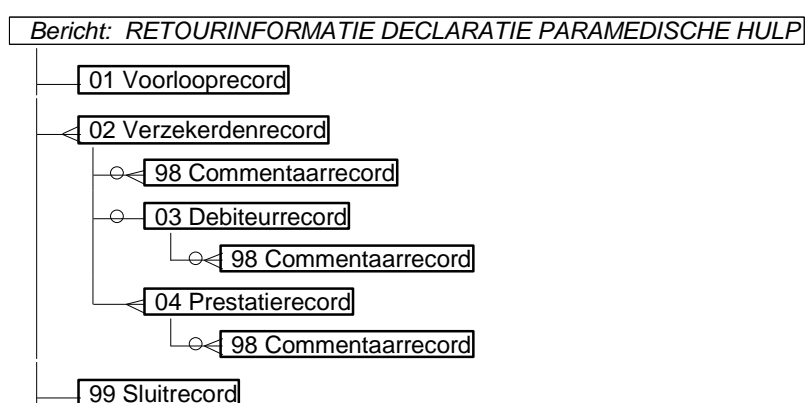 Bericht: RETOURINFORMATIE DECLARATIE PARAMEDISCHE HULP
01 Voorlooprecord
02 Verzekerdenrecord
98 Commentaarrecord
03 Debiteurrecord
98 Commentaarrecord
04 Prestatierecord
98 Commentaarrecord
99 Sluitrecord